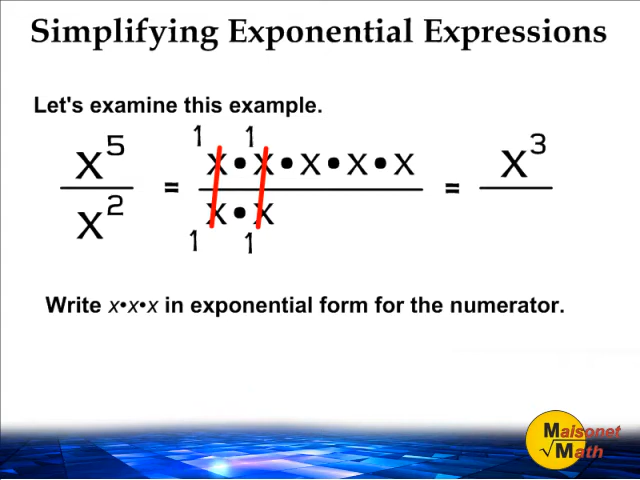 Simplifying Exponential Expressions
Let's examine this example.
1 1
x⁵ = x•x•x•x•x = x³
x² x•x
1 1
Write x•x•x in exponential form for the numerator.
Maisonet
√Math